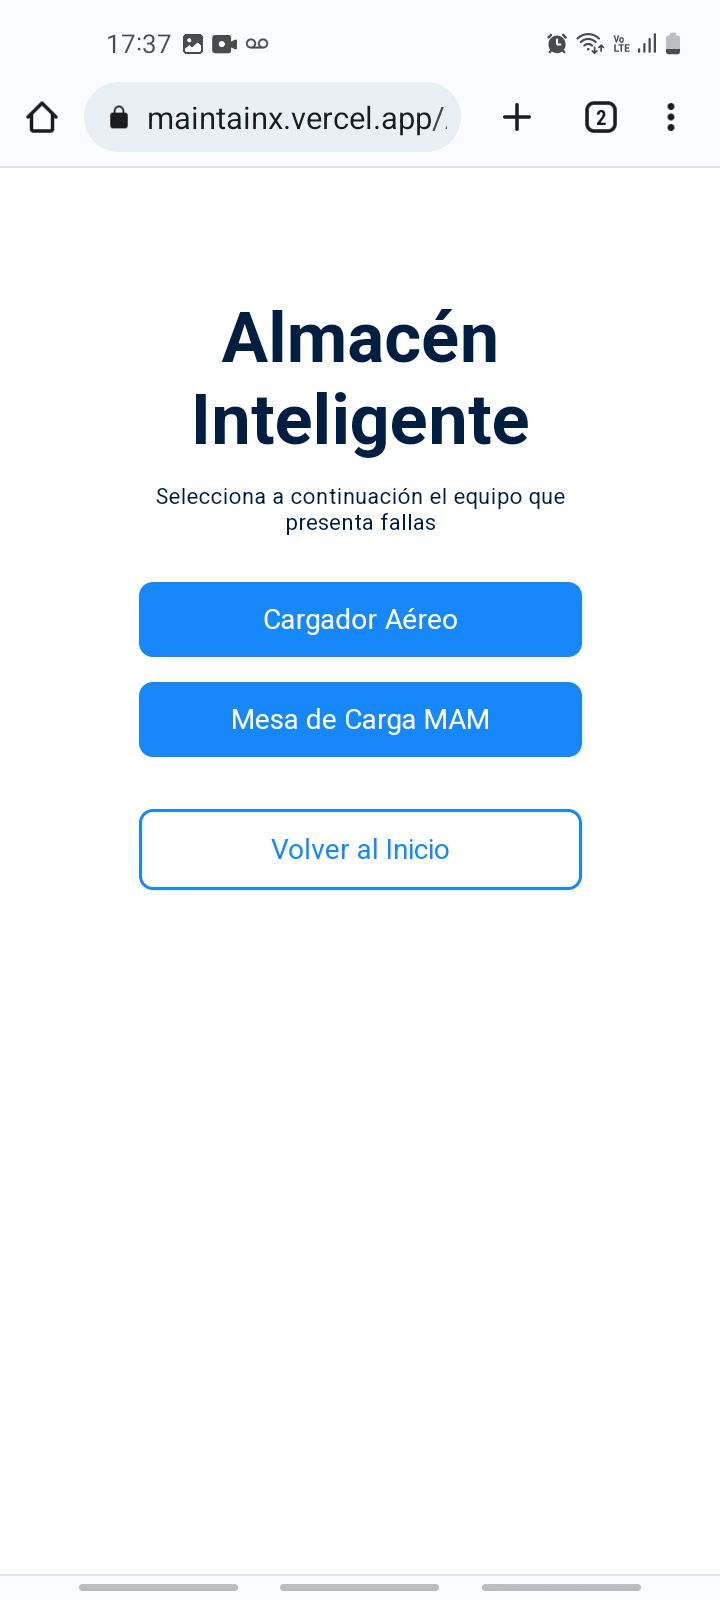 17:37
Vo
LTE
maintainx.vercel.app/
2
Almacén
Inteligente
Selecciona a continuación el equipo que
presenta fallas
Cargador Aéreo
Mesa de Carga MAM
Volver al Inicio